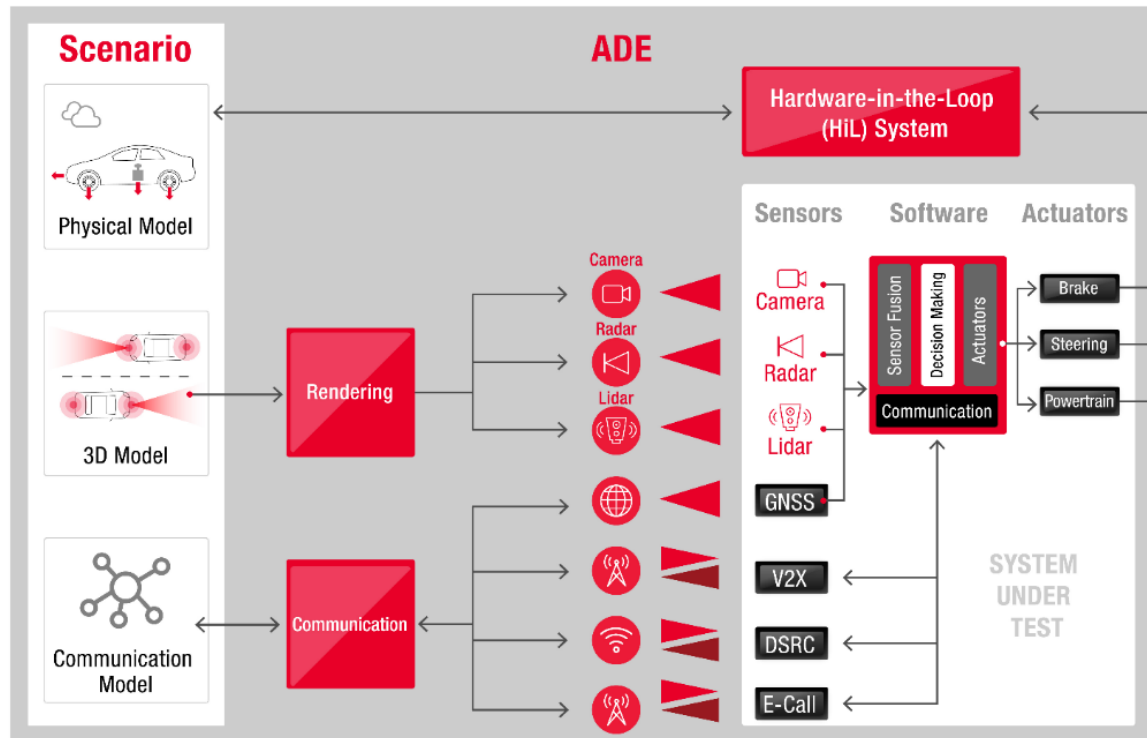 Scenario
ADE
Hardware-in-the-Loop
(HiL) System
Physical Model
Sensors
Software
Actuators
Camera
Camera
Sensor Fusion
Decision Making
Actuators
Brake
Radar
Radar
Rendering
Steering
Lidar
Lidar
Powertrain
Communication
3D Model
GNSS
V2X
SYSTEM
UNDER
TEST
Communication
DSRC
Communication
Model
E-Call